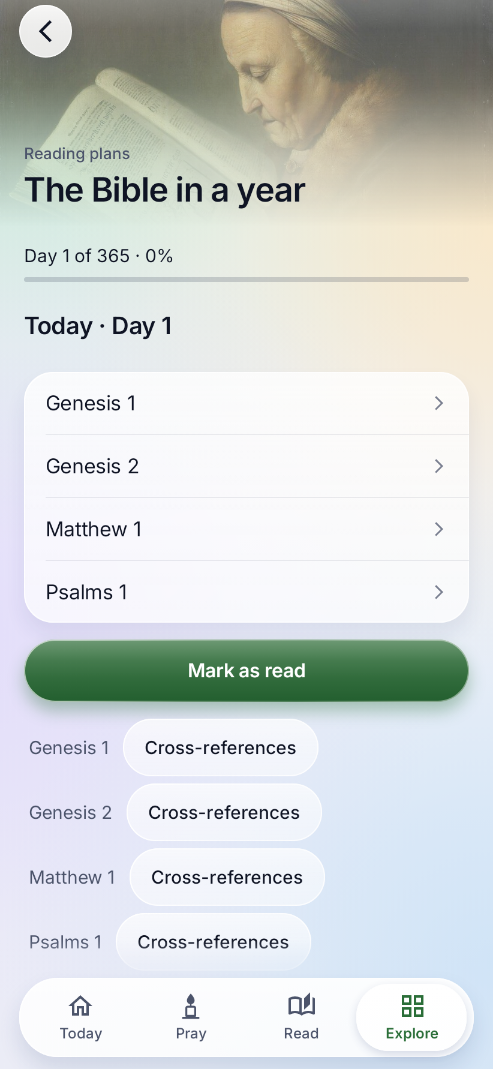 Reading plans
The Bible in a year
Day 1 of 365 · 0%
Today · Day 1
Genesis 1
Genesis 2
Matthew 1
Psalms 1
Mark as read
Genesis 1 Cross-references
Genesis 2 Cross-references
Matthew 1 Cross-references
Psalms 1 Cross-references
Today Pray Read Explore